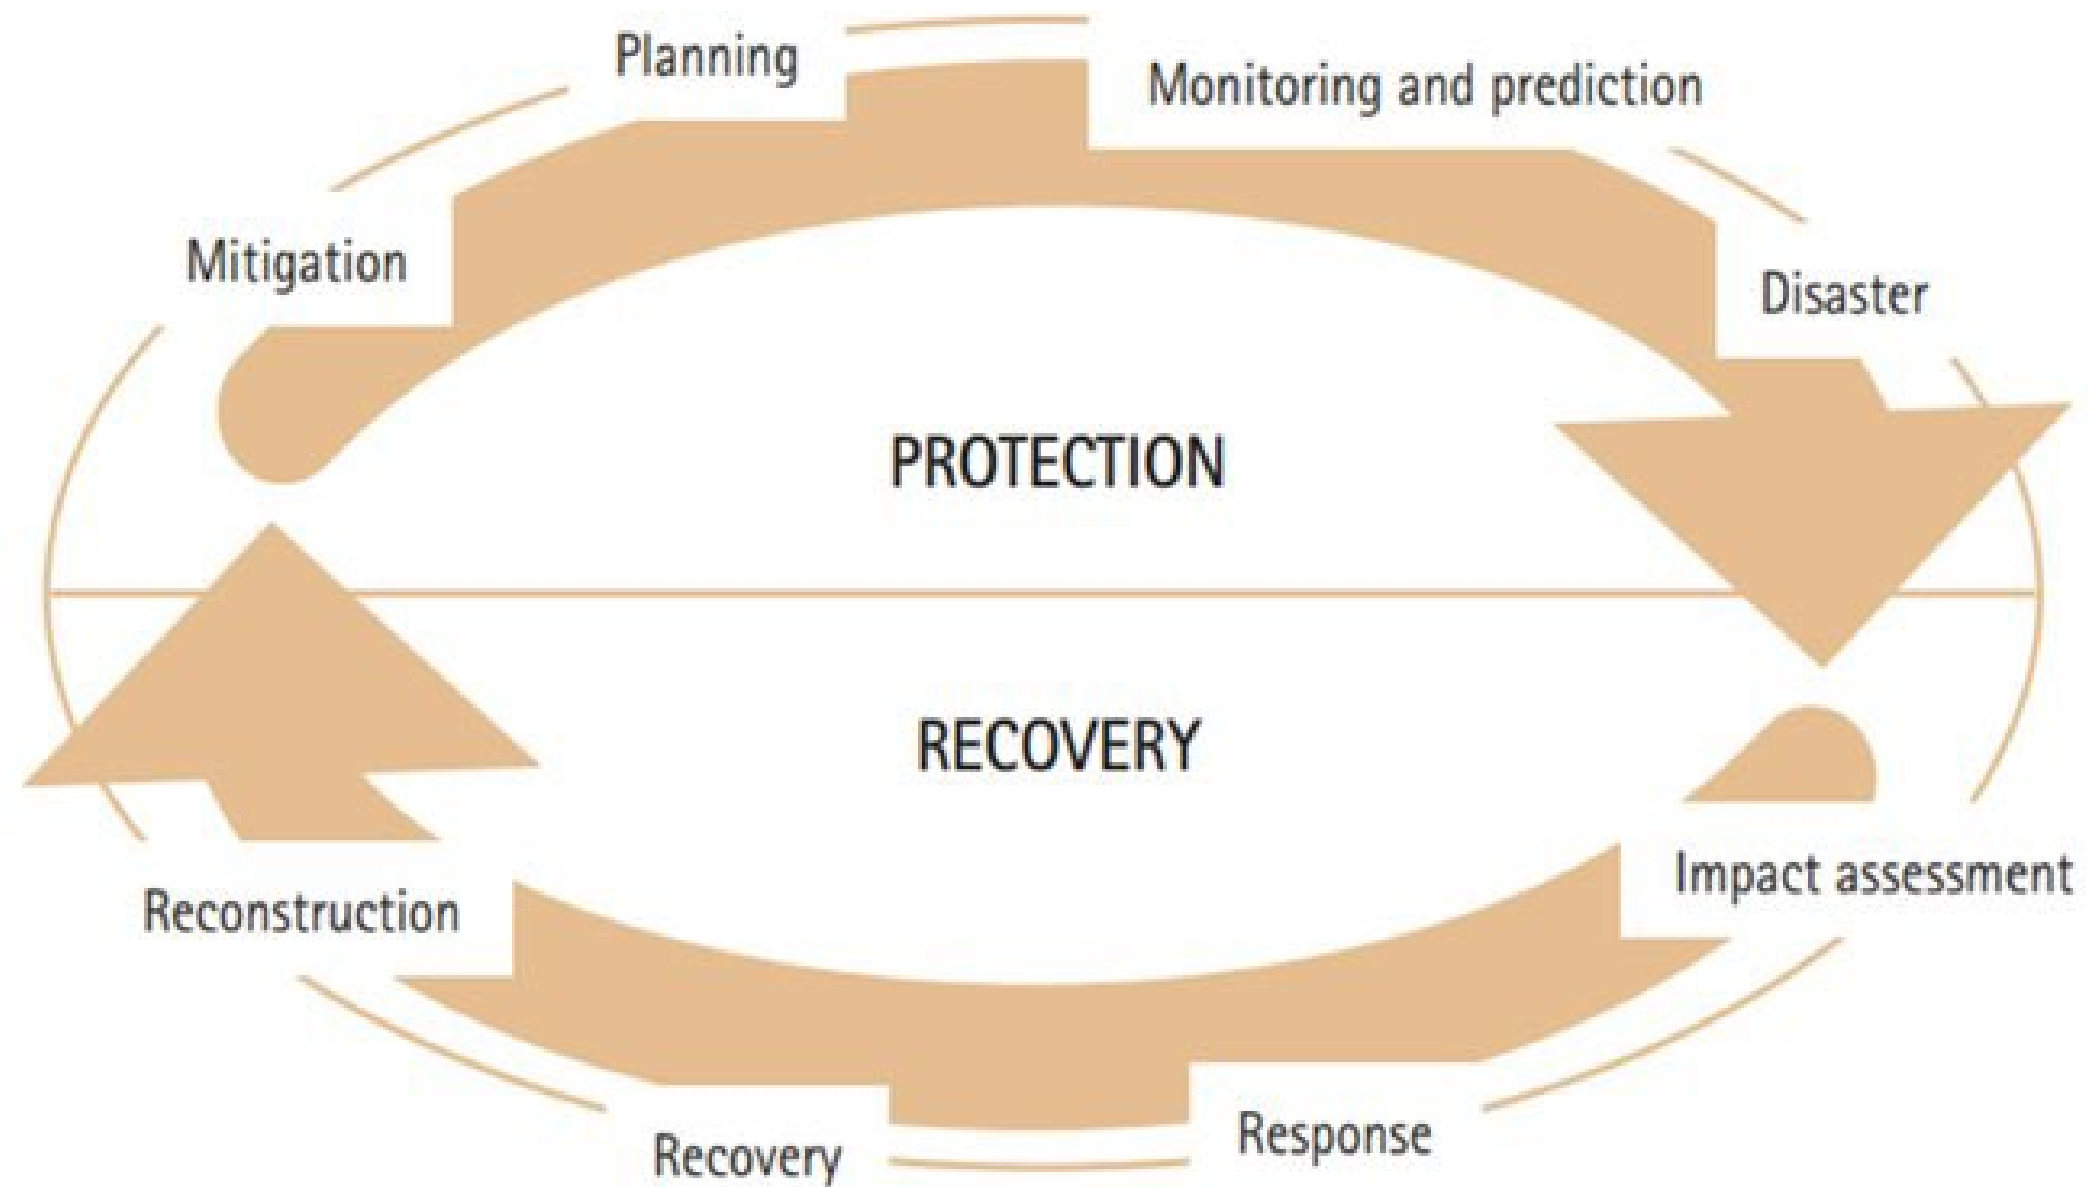 Planning
Monitoring and prediction
Mitigation
Disaster
PROTECTION
RECOVERY
Impact assessment
Reconstruction
Response
Recovery